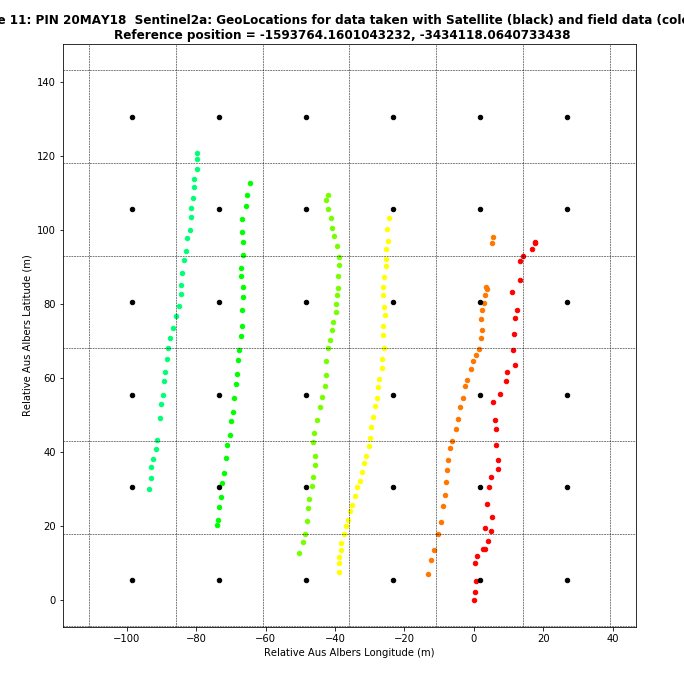 e 11: PIN 20MAY18 Sentinel2a: GeoLocations for data taken with Satellite (black) and field data (colo
Reference position = -1593764.1601043232, -3434118.0640733438
140
120
100
80
60
40
20
0
Relative Aus Albers Latitude (m)
−100 −80 −60 −40 −20 0 20 40
Relative Aus Albers Longitude (m)